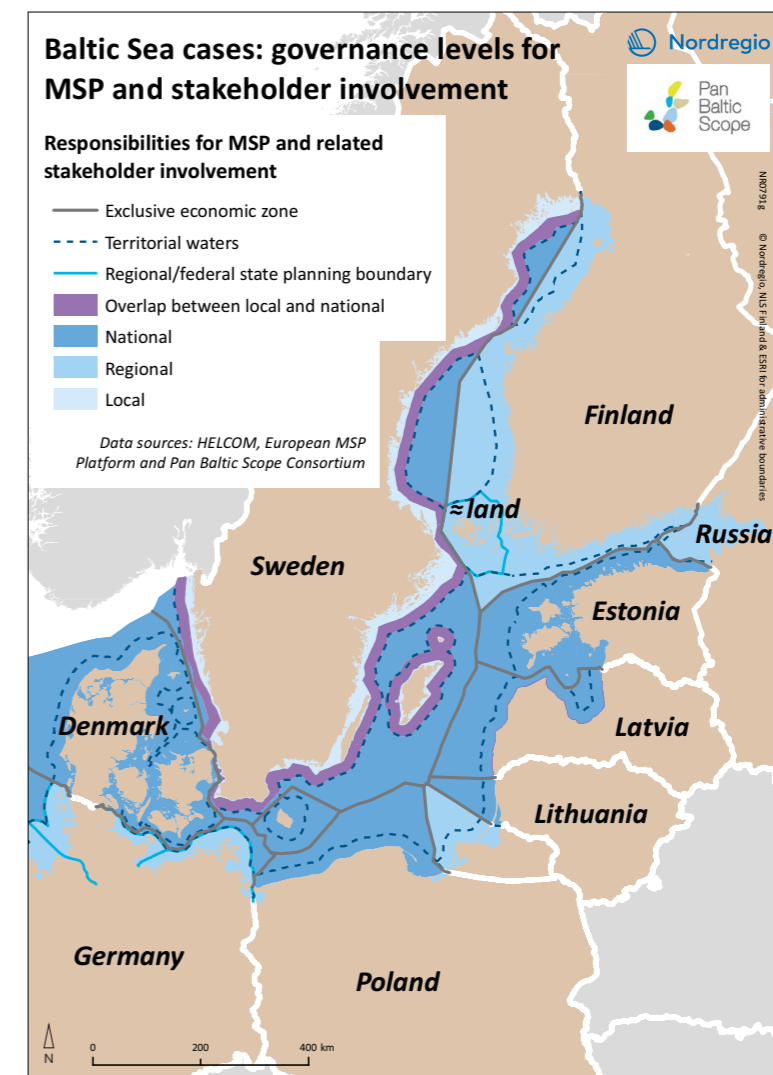 Baltic Sea cases: governance levels for
MSP and stakeholder involvement
Nordregio
Pan
Baltic
Scope
Responsibilities for MSP and related
stakeholder involvement
Exclusive economic zone
Territorial waters
Regional/federal state planning boundary
Overlap between local and national
National
Regional
Local
Data sources: HELCOM, European MSP
Platform and Pan Baltic Scope Consortium
NR0791g © Nordregio, NLS Finland & ESRI for administrative boundaries
Finland
≈land
Russia
Sweden
Estonia
Denmark
Latvia
Lithuania
Germany
Poland
N
0 200 400 km